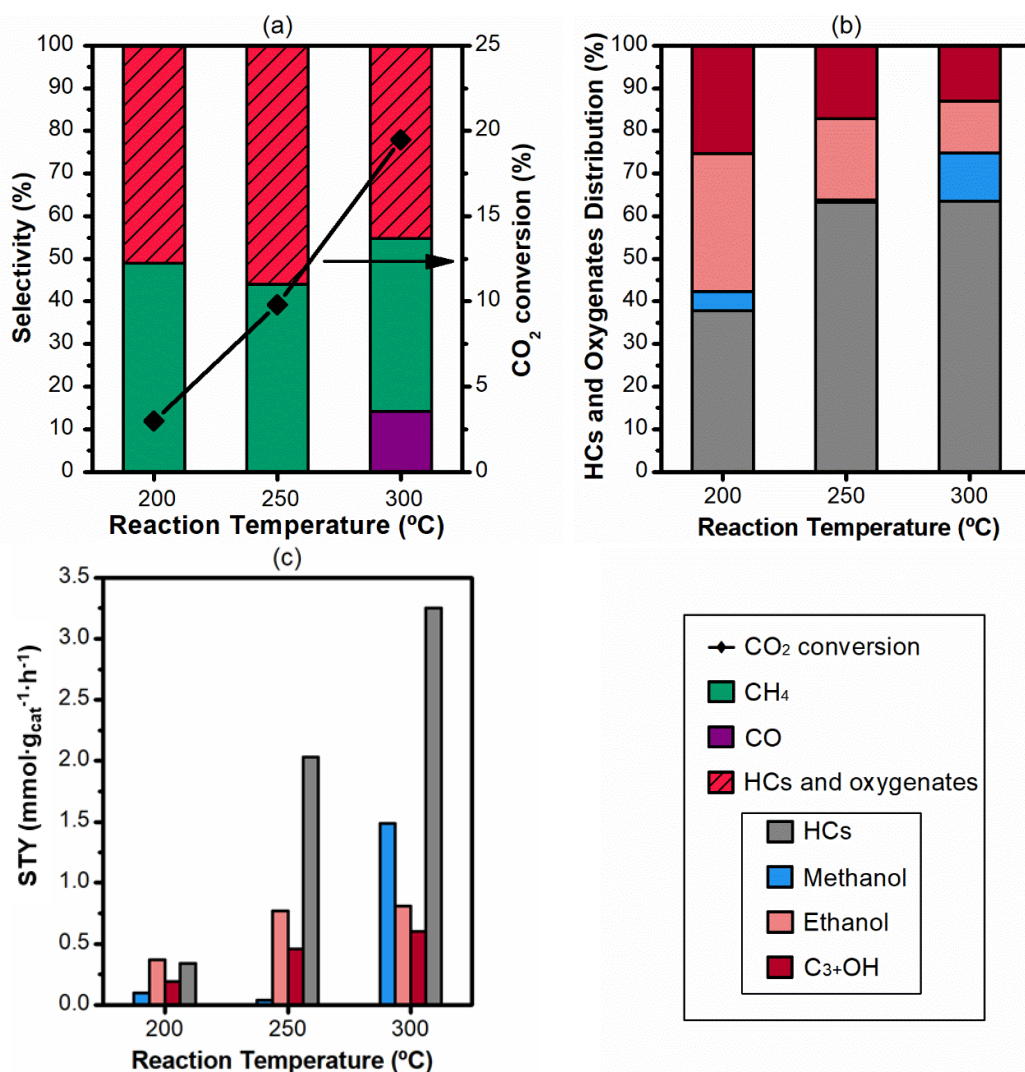 (a)
100
90
80
70
60
50
40
30
20
10
0
Selectivity (%)
25
20
15
10
5
0
CO₂ conversion (%)
200 250 300
Reaction Temperature (ºC)
(b)
100
90
80
70
60
50
40
30
20
10
0
HCs and Oxygenates Distribution (%)
200 250 300
Reaction Temperature (ºC)
(c)
3.5
3.0
2.5
2.0
1.5
1.0
0.5
0.0
STY (mmol·g_cat⁻¹·h⁻¹)
200 250 300
Reaction Temperature (ºC)
CO₂ conversion
CH₄
CO
HCs and oxygenates
HCs
Methanol
Ethanol
C₃₊OH